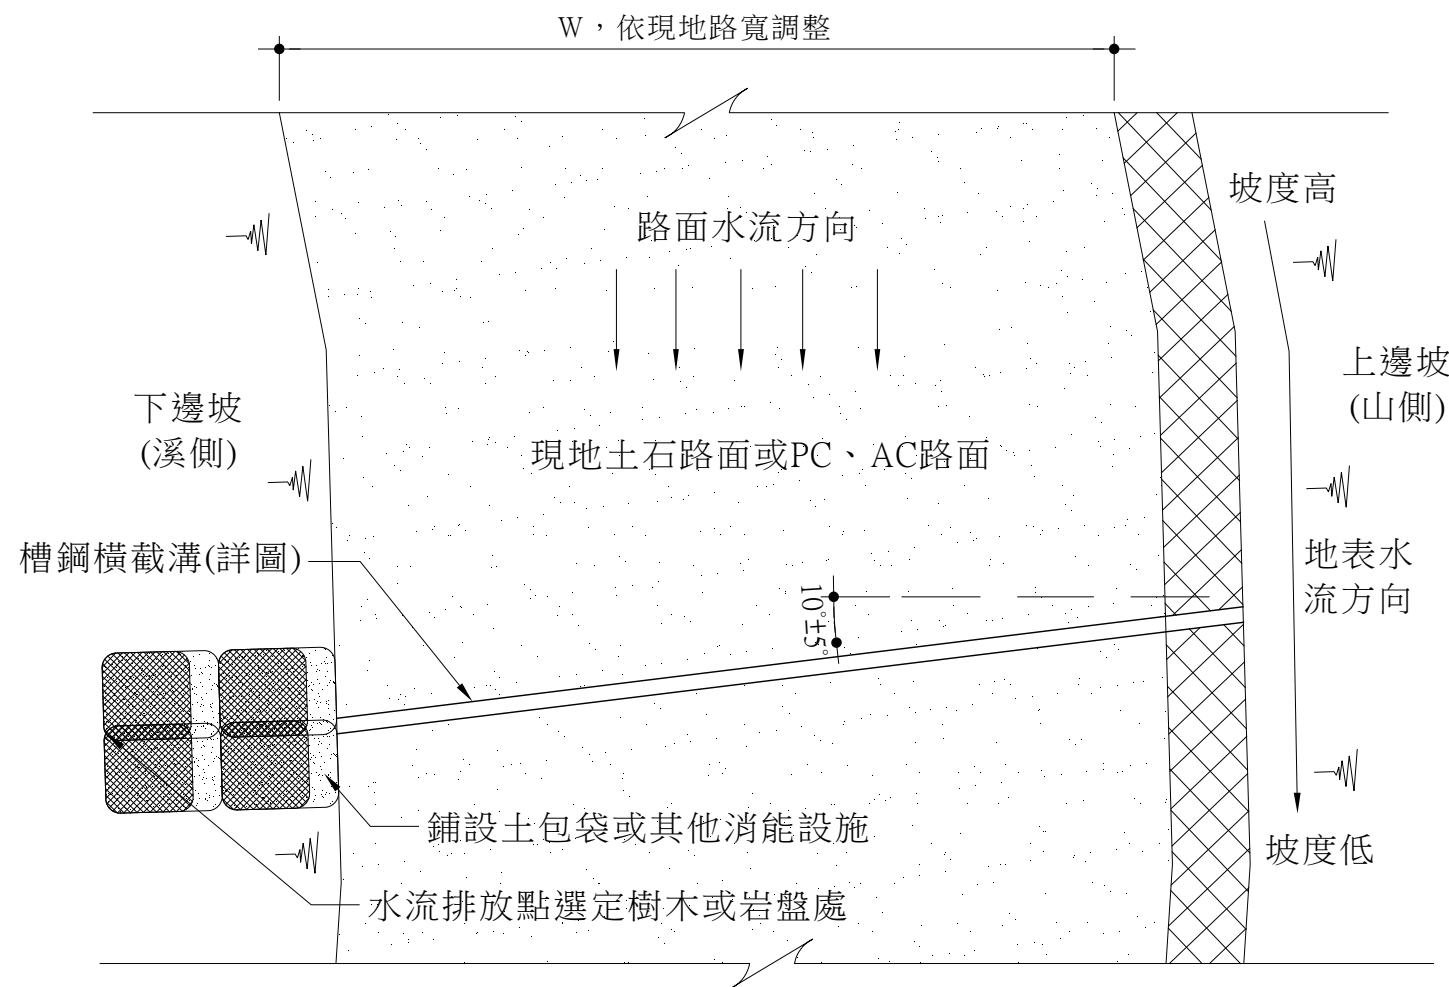 W，依現地路寬調整
坡度高
路面水流方向
上邊坡
(山側)
下邊坡
(溪側)
現地土石路面或PC、AC路面
槽鋼橫截溝(詳圖)
地表水
流方向
10°±5°
鋪設土包袋或其他消能設施
坡度低
水流排放點選定樹木或岩盤處